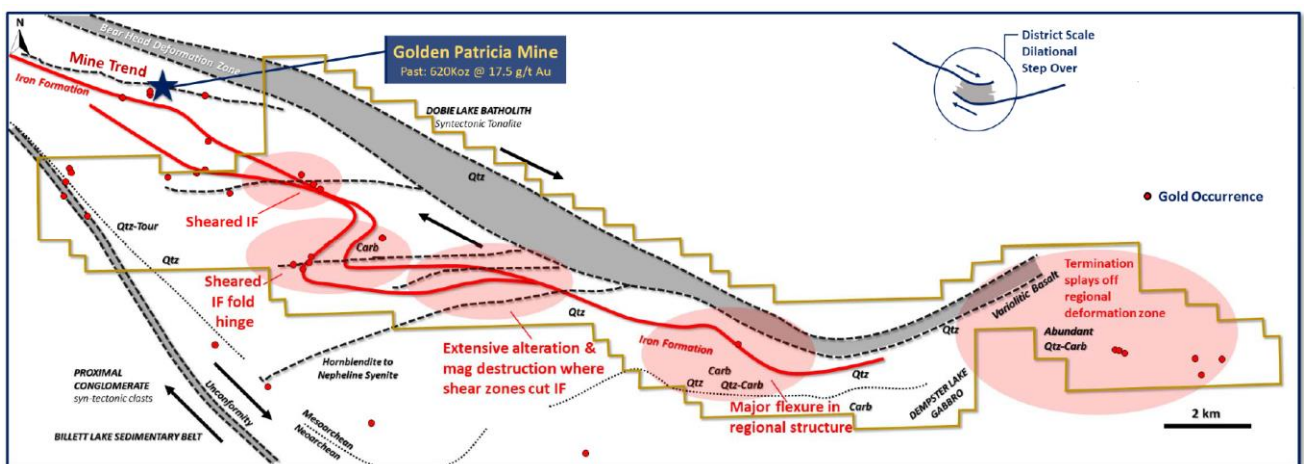 N
Bear Head Deformation Zone
Golden Patricia Mine
Past: 620Koz @ 17.5 g/t Au
District Scale
Dilational
Step Over
Mine Trend
Iron Formation
DOBIE LAKE BATHOLITH
Syntectonic Tonalite
Qtz
Gold Occurrence
Sheared IF
Qtz-Tour
Qtz
Carb
Sheared
IF fold
hinge
Termination
splays off
regional
deformation
zone
Variolitic Basalt
Qtz
Abundant
Qtz-Carb
Qtz
Iron Formation
Extensive alteration &
mag destruction where
shear zones cut IF
Hornblendite to
Nepheline Syenite
Carb
Qtz
Qtz-Carb
Qtz
Carb
Major flexure in
regional structure
DEMPSTER LAKE
GABBRO
PROXIMAL
CONGLOMERATE
syn-tectonic clasts
Unconformity
Mesoarchean
Neoarchean
BILLETT LAKE SEDIMENTARY BELT
2 km